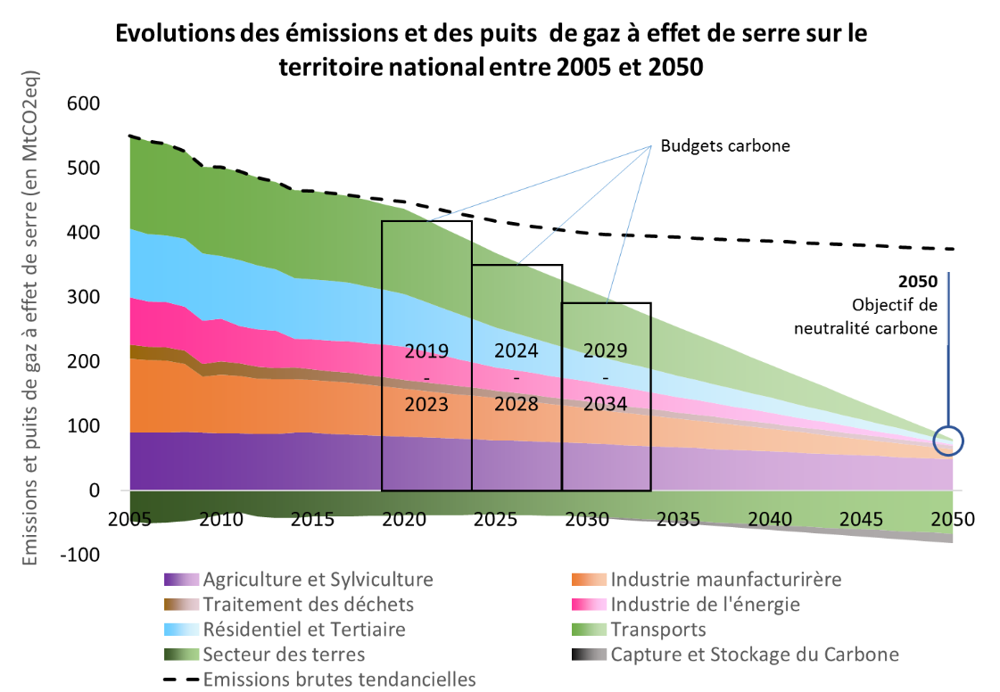 Evolutions des émissions et des puits de gaz à effet de serre sur le
territoire national entre 2005 et 2050
Emissions et puits de gaz à effet de serre (en MtCO2eq)
600
500
400
300
200
100
0
-100
Budgets carbone
2050
Objectif de
neutralité carbone
2019
-
2023
2024
-
2028
2029
-
2034
2005
2010
2015
2020
2025
2030
2035
2040
2045
2050
Agriculture et Sylviculture
Industrie maunfacturirère
Traitement des déchets
Industrie de l'énergie
Résidentiel et Tertiaire
Transports
Secteur des terres
Capture et Stockage du Carbone
Emissions brutes tendancielles